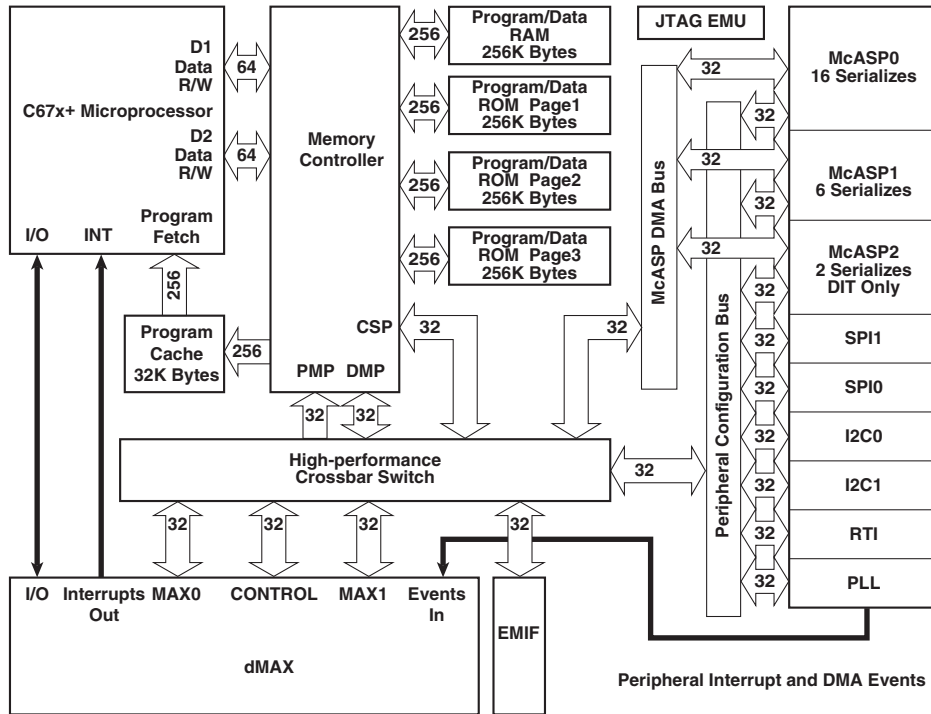 D1
Data
R/W
64
C67x+ Microprocessor
D2
Data
R/W
64
I/O
INT
Program
Fetch
256
Program
Cache
32K Bytes
256
Memory
Controller
CSP
PMP
DMP
32
32
32
256
Program/Data
RAM
256K Bytes
256
Program/Data
ROM Page1
256K Bytes
256
Program/Data
ROM Page2
256K Bytes
256
Program/Data
ROM Page3
256K Bytes
JTAG EMU
McASP DMA Bus
Peripheral Configuration Bus
32
32
32
32
32
32
32
32
32
32
32
32
32
32
McASP0
16 Serializes
McASP1
6 Serializes
McASP2
2 Serializes
DIT Only
SPI1
SPI0
I2C0
I2C1
RTI
PLL
High-performance
Crossbar Switch
32
32
32
32
32
I/O
Interrupts
Out
MAX0
CONTROL
MAX1
Events
In
dMAX
EMIF
Peripheral Interrupt and DMA Events